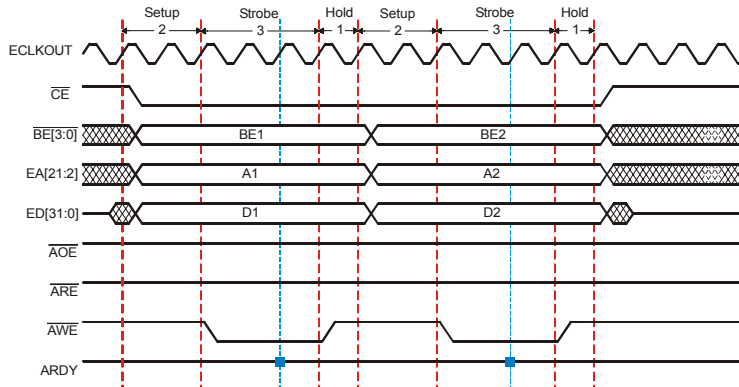 Setup Strobe Hold Setup Strobe Hold
2 3 1 2 3 1
ECLKOUT
CE
BE[3:0] BE1 BE2
EA[21:2] A1 A2
ED[31:0] D1 D2
AOE
ARE
AWE
ARDY